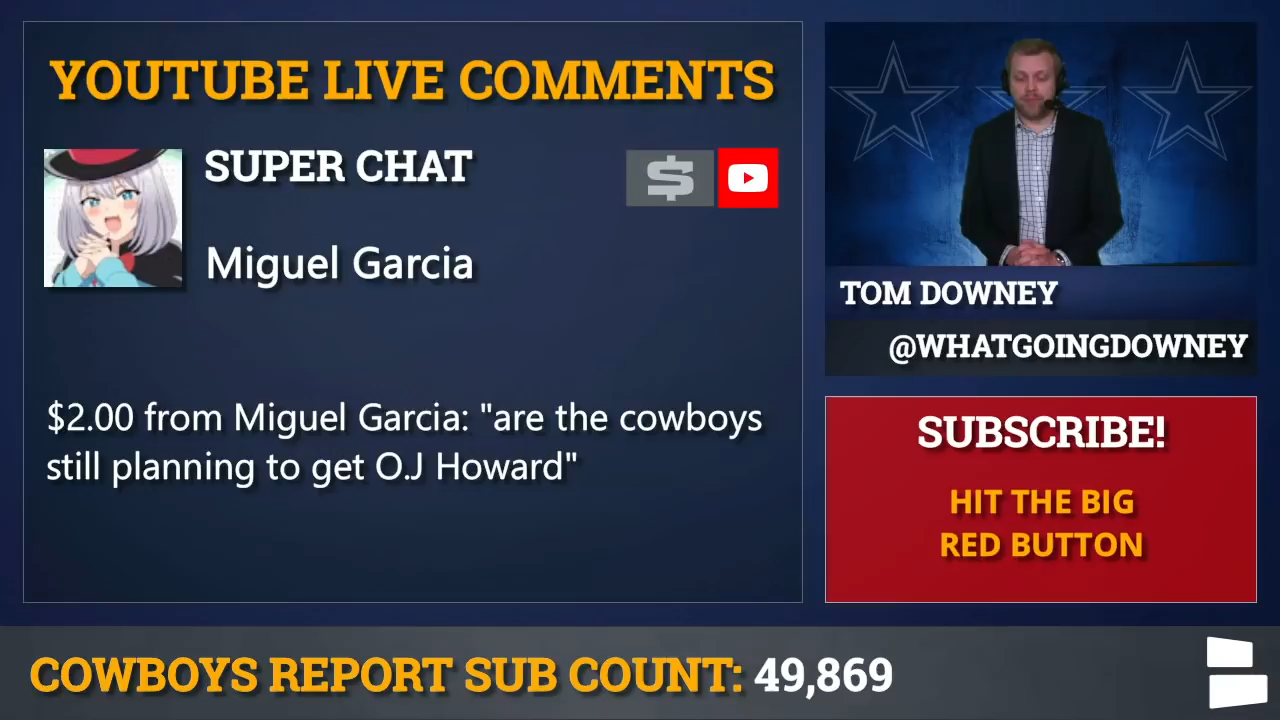 YOUTUBE LIVE COMMENTS
SUPER CHAT
$
Miguel Garcia
$2.00 from Miguel Garcia: "are the cowboys
still planning to get O.J Howard"
TOM DOWNEY
@WHATGOINGDOWNEY
SUBSCRIBE!
HIT THE BIG
RED BUTTON
COWBOYS REPORT SUB COUNT: 49,869